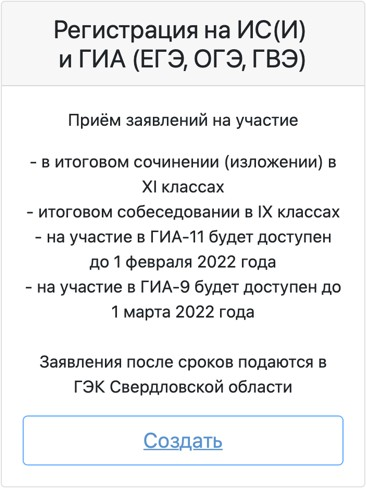 Регистрация на ИС(И)
и ГИА (ЕГЭ, ОГЭ, ГВЭ)
Приём заявлений на участие
- в итоговом сочинении (изложении) в
XI классах
- итоговом собеседовании в IX классах
- на участие в ГИА-11 будет доступен
до 1 февраля 2022 года
- на участие в ГИА-9 будет доступен до
1 марта 2022 года
Заявления после сроков подаются в
ГЭК Свердловской области
Создать